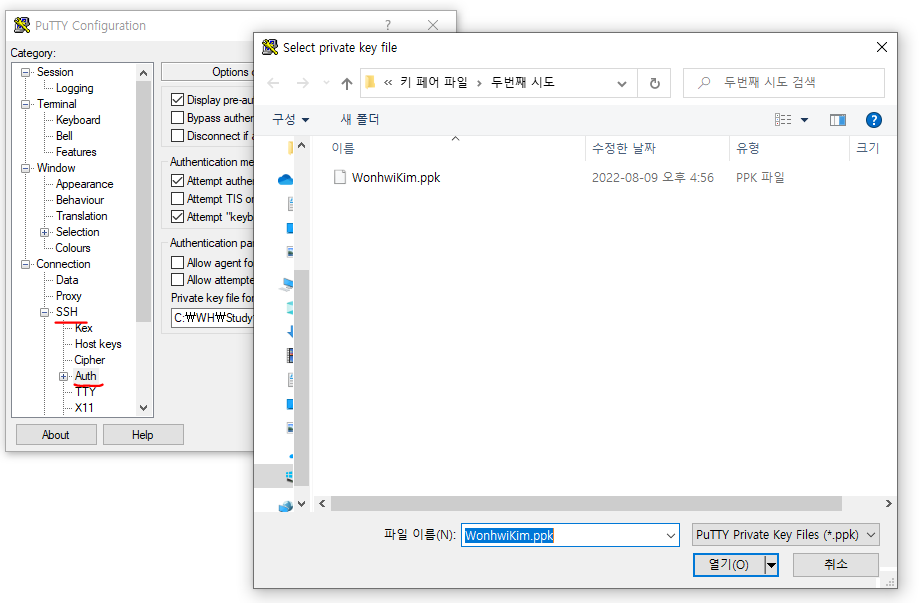 PuTTY Configuration
?
Category:
Session
Logging
Terminal
Keyboard
Bell
Features
Window
Appearance
Behaviour
Translation
Selection
Colours
Connection
Data
Proxy
SSH
Kex
Host keys
Cipher
Auth
TTY
X11
About
Help
Options
Display pre-au
Bypass auther
Disconnect if a
Authentication me
Attempt auther
Attempt TIS or
Attempt "keyb
Authentication par
Allow agent fo
Allow attempte
Private key file for
C:₩WH₩Study
Select private key file
« 키 페어 파일 › 두번째 시도
두번째 시도 검색
구성 새 폴더
이름 수정한 날짜 유형 크기
WonhwiKim.ppk 2022-08-09 오후 4:56 PPK 파일
파일 이름(N): WonhwiKim.ppk PuTTY Private Key Files (*.ppk)
열기(O) 취소